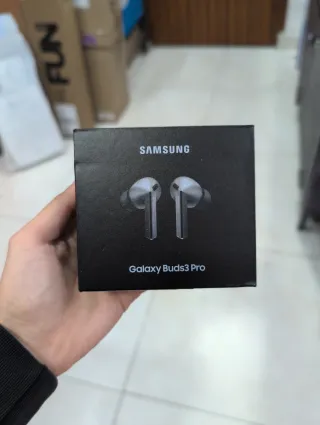 FUN
SAMSUNG
Galaxy Buds3 Pro